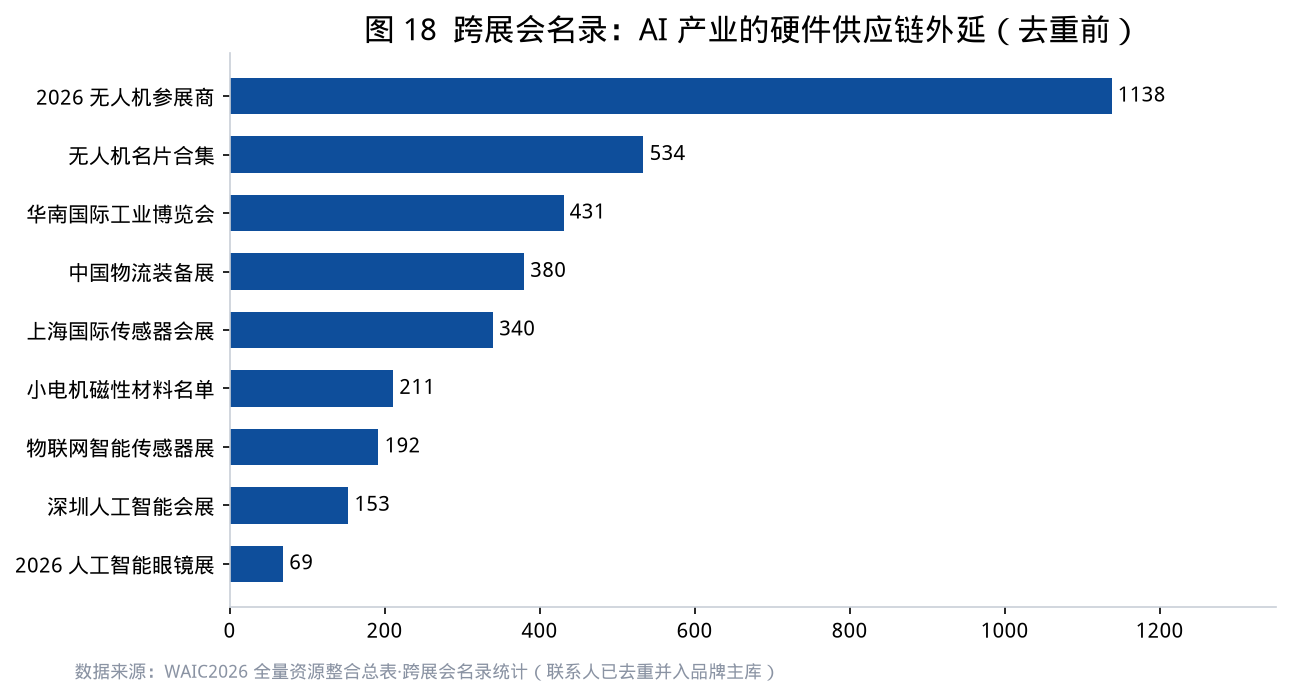 图 18 跨展会名录：AI 产业的硬件供应链外延（去重前）
2026 无人机参展商 1138
无人机名片合集 534
华南国际工业博览会 431
中国物流装备展 380
上海国际传感器会展 340
小电机磁性材料名单 211
物联网智能传感器展 192
深圳人工智能会展 153
2026 人工智能眼镜展 69
0 200 400 600 800 1000 1200
数据来源：WAIC2026 全量资源整合总表·跨展会名录统计（联系人已去重并入品牌主库）